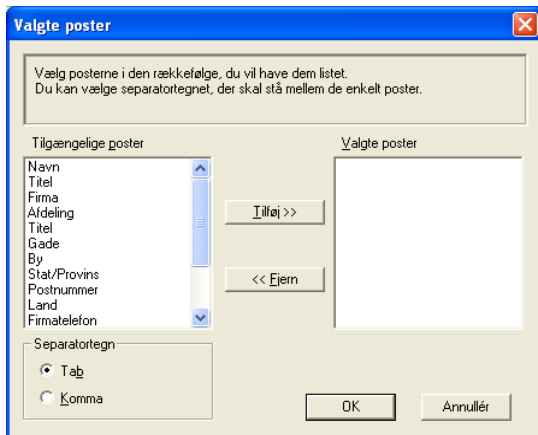 Valgte poster
Vælg posterne i den rækkefølge, du vil have dem listet.
Du kan vælge separatortegnet, der skal stå mellem de enkelt poster.
Tilgængelige poster
Valgte poster
Navn
Titel
Firma
Afdeling
Titel
Gade
By
Stat/Provins
Postnummer
Land
Firmatelefon
Tilføj >>
<< Fjern
Separatortegn
Tab
Komma
OK
Annullér